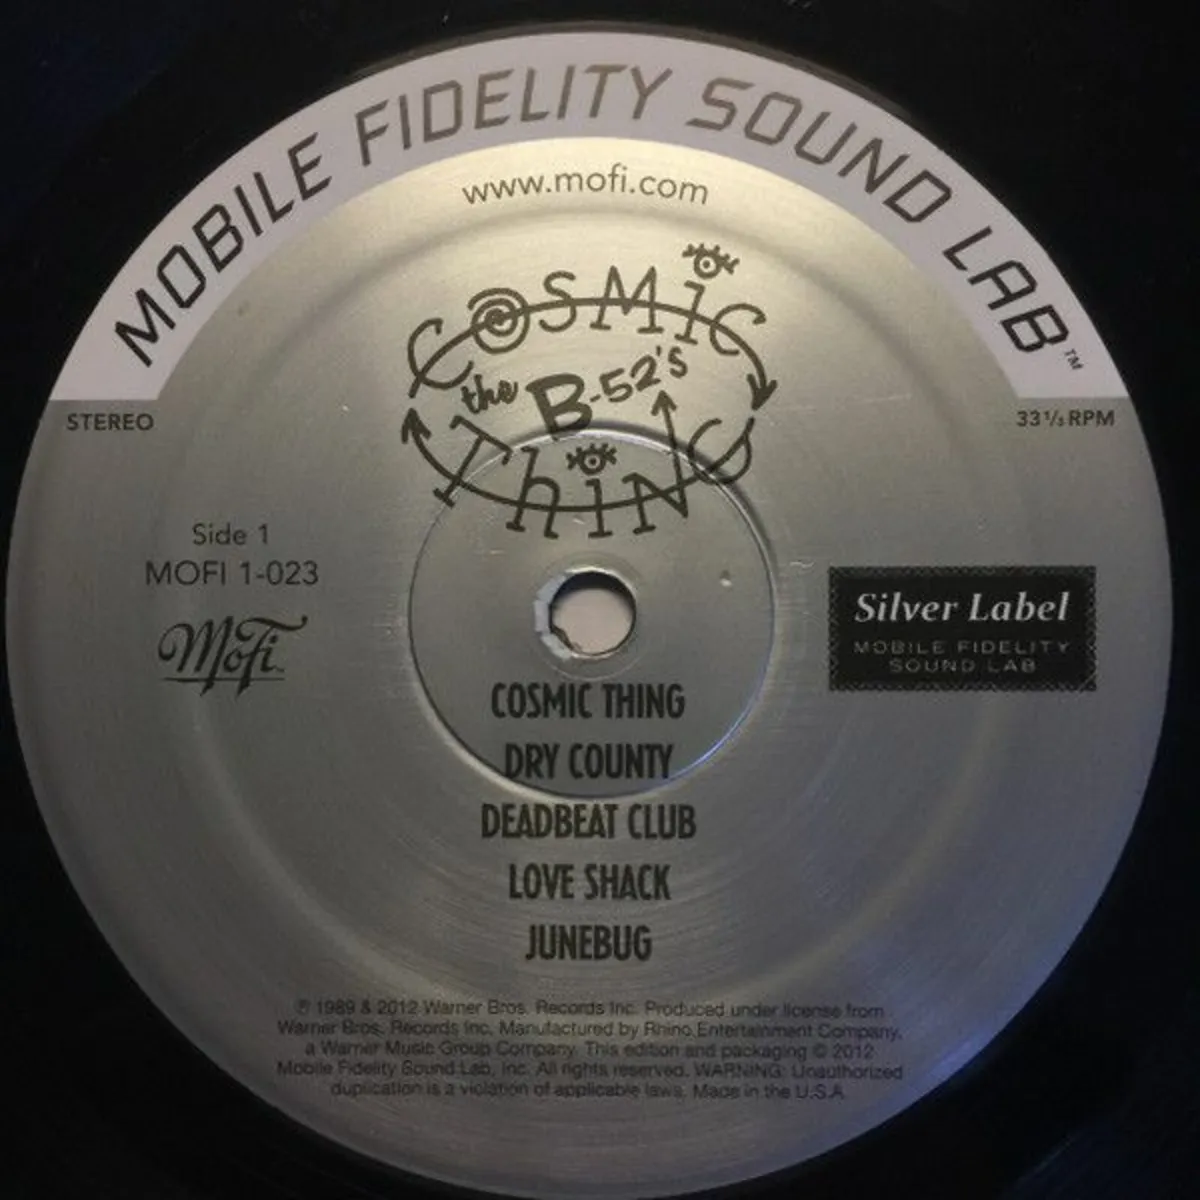 MOBILE FIDELITY SOUND LAB™
www.mofi.com
COSMIC
the B-52's
THING
STEREO
33 1/3 RPM
Side 1
MOFI 1-023
MoFi™
Silver Label
MOBILE FIDELITY
SOUND LAB
COSMIC THING
DRY COUNTY
DEADBEAT CLUB
LOVE SHACK
JUNEBUG
℗ 1989 & 2012 Warner Bros. Records Inc. Produced under license from
Warner Bros. Records Inc. Manufactured by Rhino Entertainment Company,
a Warner Music Group Company. This edition and packaging © 2012
Mobile Fidelity Sound Lab, Inc. All rights reserved. WARNING: Unauthorized
duplication is a violation of applicable laws. Made in the U.S.A